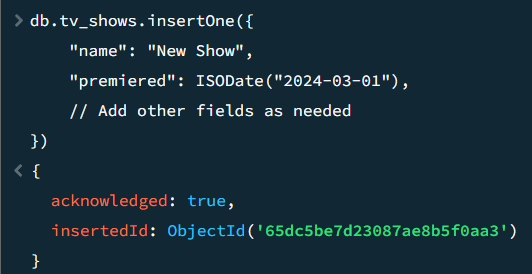 > db.tv_shows.insertOne({
"name": "New Show",
"premiered": ISODate("2024-03-01"),
// Add other fields as needed
})
< {
acknowledged: true,
insertedId: ObjectId('65dc5be7d23087ae8b5f0aa3')
}